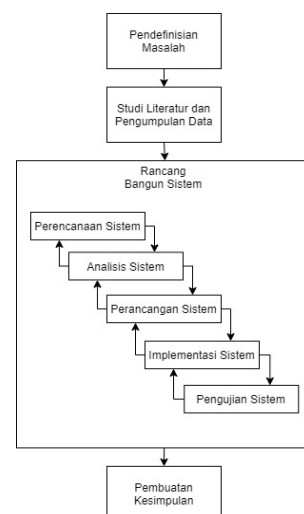 Pendefinisian
Masalah
Studi Literatur dan
Pengumpulan Data
Rancang
Bangun Sistem
Perencanaan Sistem
Analisis Sistem
Perancangan Sistem
Implementasi Sistem
Pengujian Sistem
Pembuatan
Kesimpulan